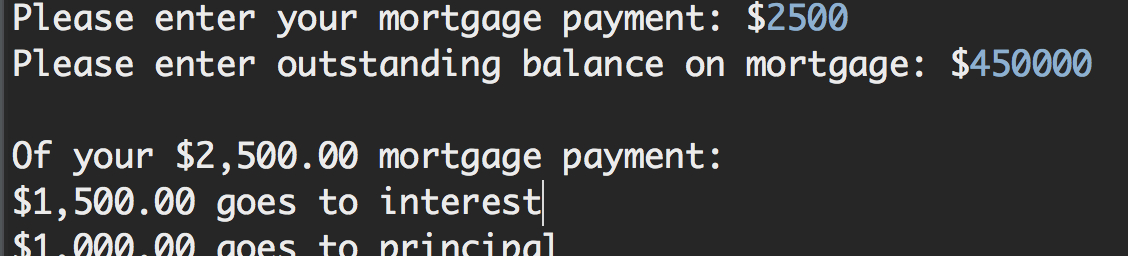 Please enter your mortgage payment: $2500
Please enter outstanding balance on mortgage: $450000
Of your $2,500.00 mortgage payment:
$1,500.00 goes to interest
$1,000.00 goes to principal